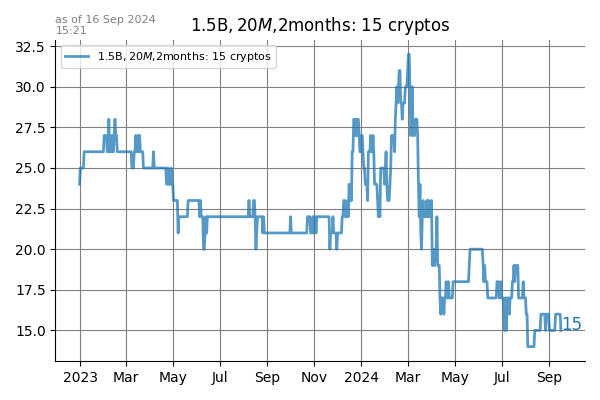 as of 16 Sep 2024
15:21
1.5B, 20M,2months: 15 cryptos
1.5B, 20M,2months: 15 cryptos
32.5
30.0
27.5
25.0
22.5
20.0
17.5
15.0
15
2023 Mar May Jul Sep Nov 2024 Mar May Jul Sep